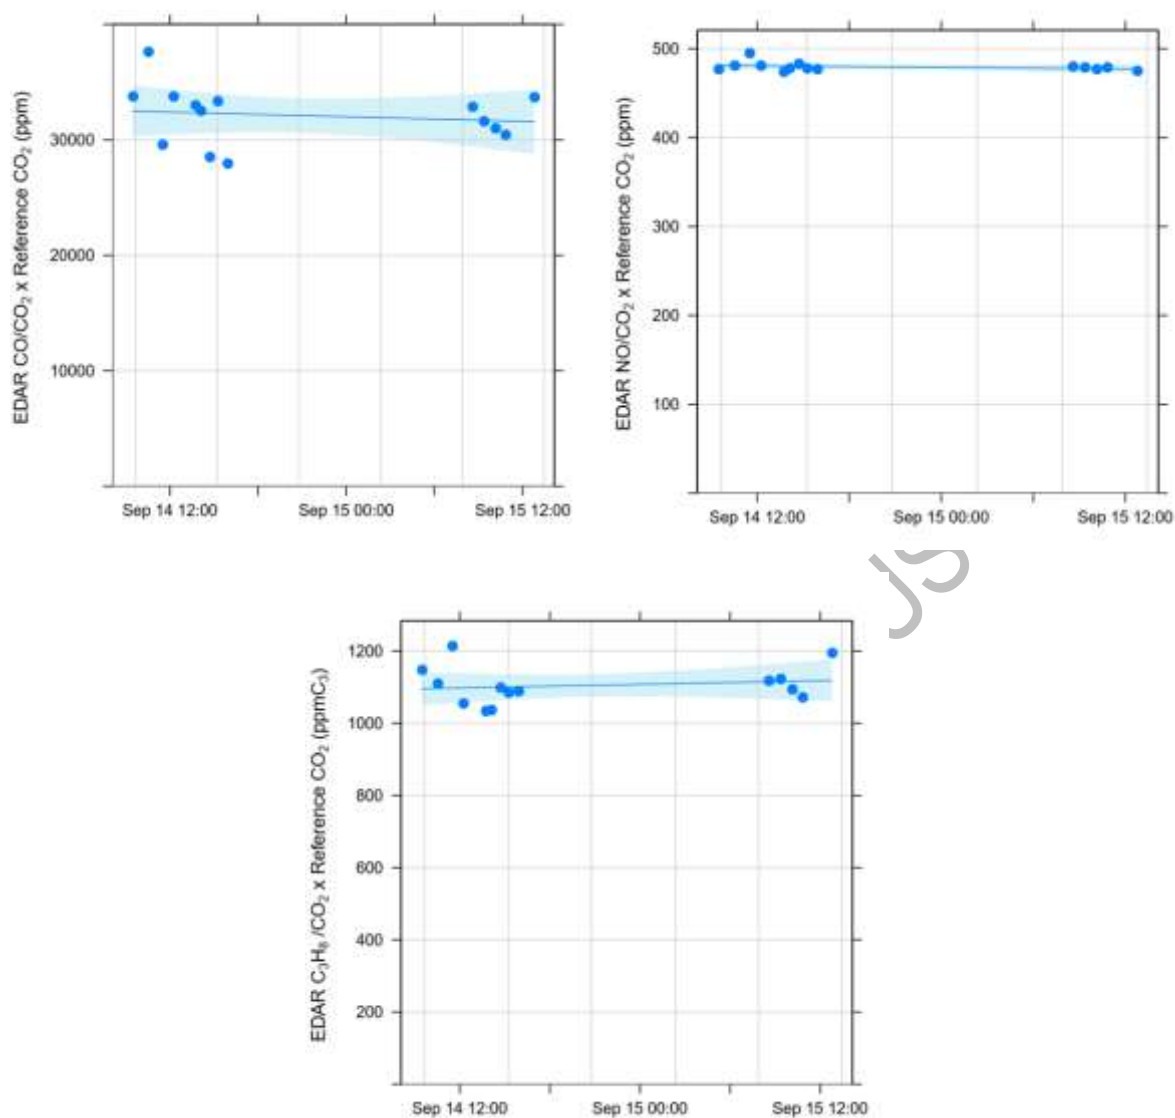 EDAR CO/CO₂ x Reference CO₂ (ppm)
30000
20000
10000
Sep 14 12:00 Sep 15 00:00 Sep 15 12:00
EDAR NO/CO₂ x Reference CO₂ (ppm)
500
400
300
200
100
Sep 14 12:00 Sep 15 00:00 Sep 15 12:00
EDAR C₃H₈ /CO₂ x Reference CO₂ (ppmC₃)
1200
1000
800
600
400
200
Sep 14 12:00 Sep 15 00:00 Sep 15 12:00